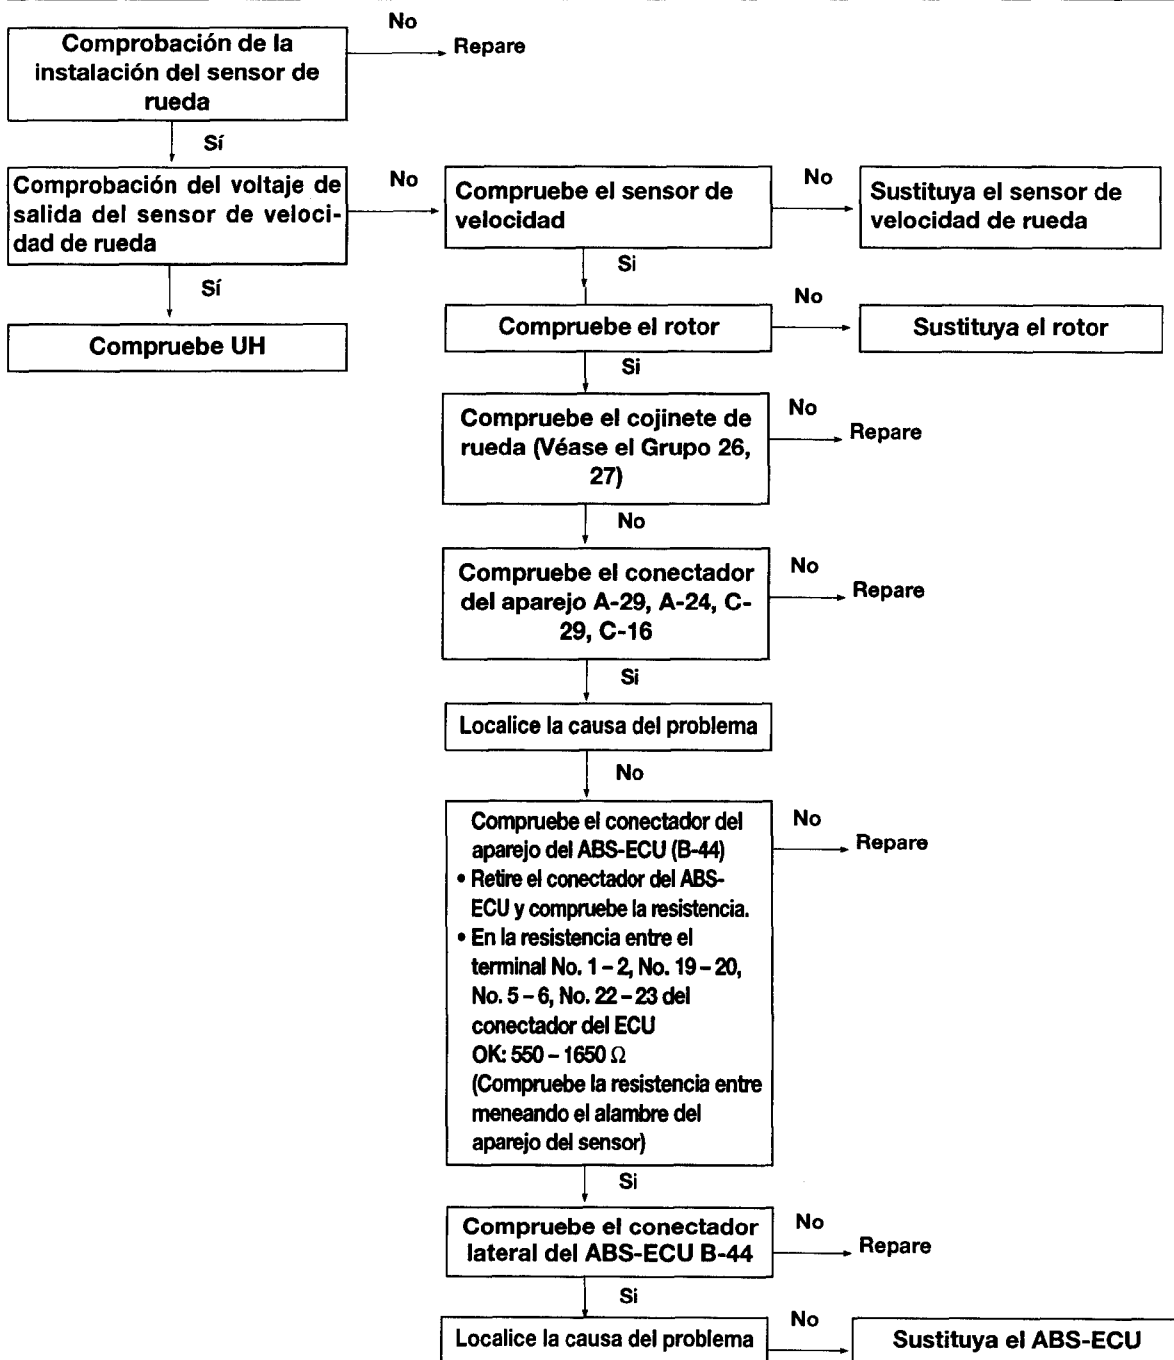 No
Comprobación de la
instalación del sensor de
rueda
Repare
Sí
Comprobación del voltaje de
salida del sensor de veloci-
dad de rueda
No
Compruebe el sensor de
velocidad
No
Sustituya el sensor de
velocidad de rueda
Sí
Compruebe UH
Si
Compruebe el rotor
No
Sustituya el rotor
Si
Compruebe el cojinete de
rueda (Véase el Grupo 26,
27)
No
Repare
No
Compruebe el conectador
del aparejo A-29, A-24, C-
29, C-16
No
Repare
Si
Localice la causa del problema
No
Compruebe el conectador del
aparejo del ABS-ECU (B-44)
• Retire el conectador del ABS-
ECU y compruebe la resistencia.
• En la resistencia entre el
terminal No. 1 – 2, No. 19 – 20,
No. 5 – 6, No. 22 – 23 del
conectador del ECU
OK: 550 – 1650 Ω
(Compruebe la resistencia entre
meneando el alambre del
aparejo del sensor)
No
Repare
Si
Compruebe el conectador
lateral del ABS-ECU B-44
No
Repare
Si
Localice la causa del problema
No
Sustituya el ABS-ECU